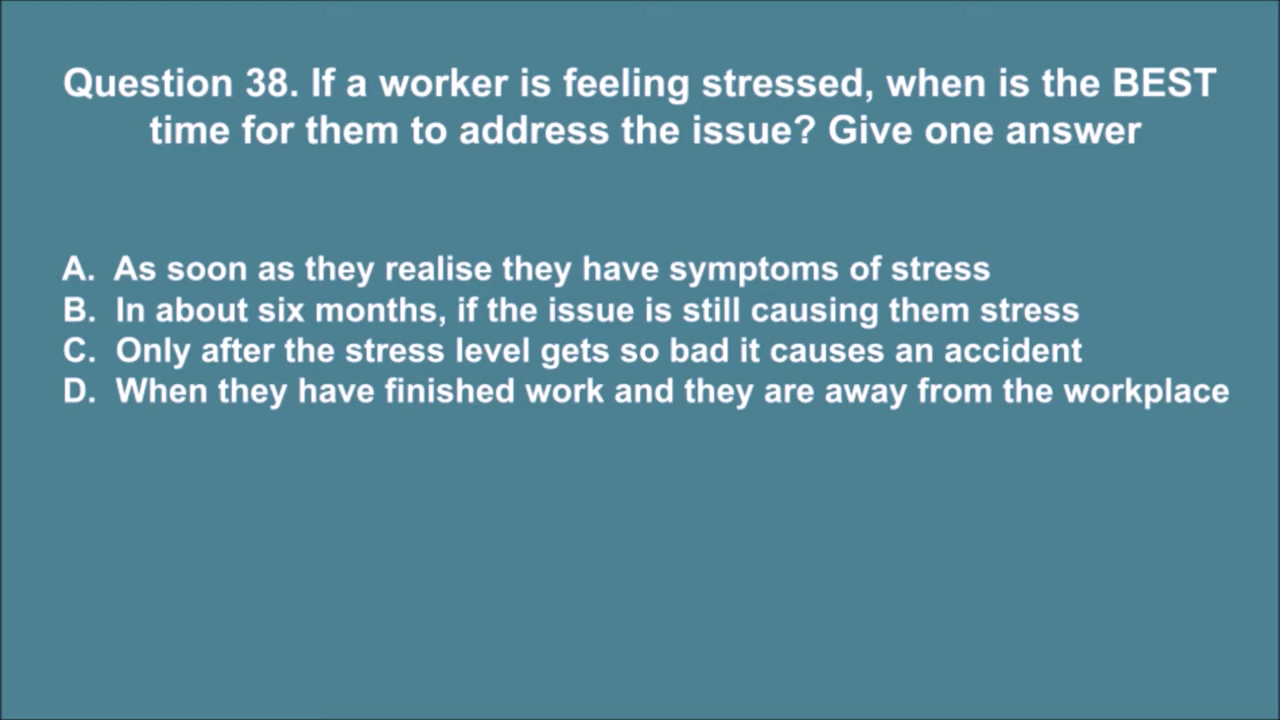 Question 38. If a worker is feeling stressed, when is the BEST
time for them to address the issue? Give one answer
A. As soon as they realise they have symptoms of stress
B. In about six months, if the issue is still causing them stress
C. Only after the stress level gets so bad it causes an accident
D. When they have finished work and they are away from the workplace